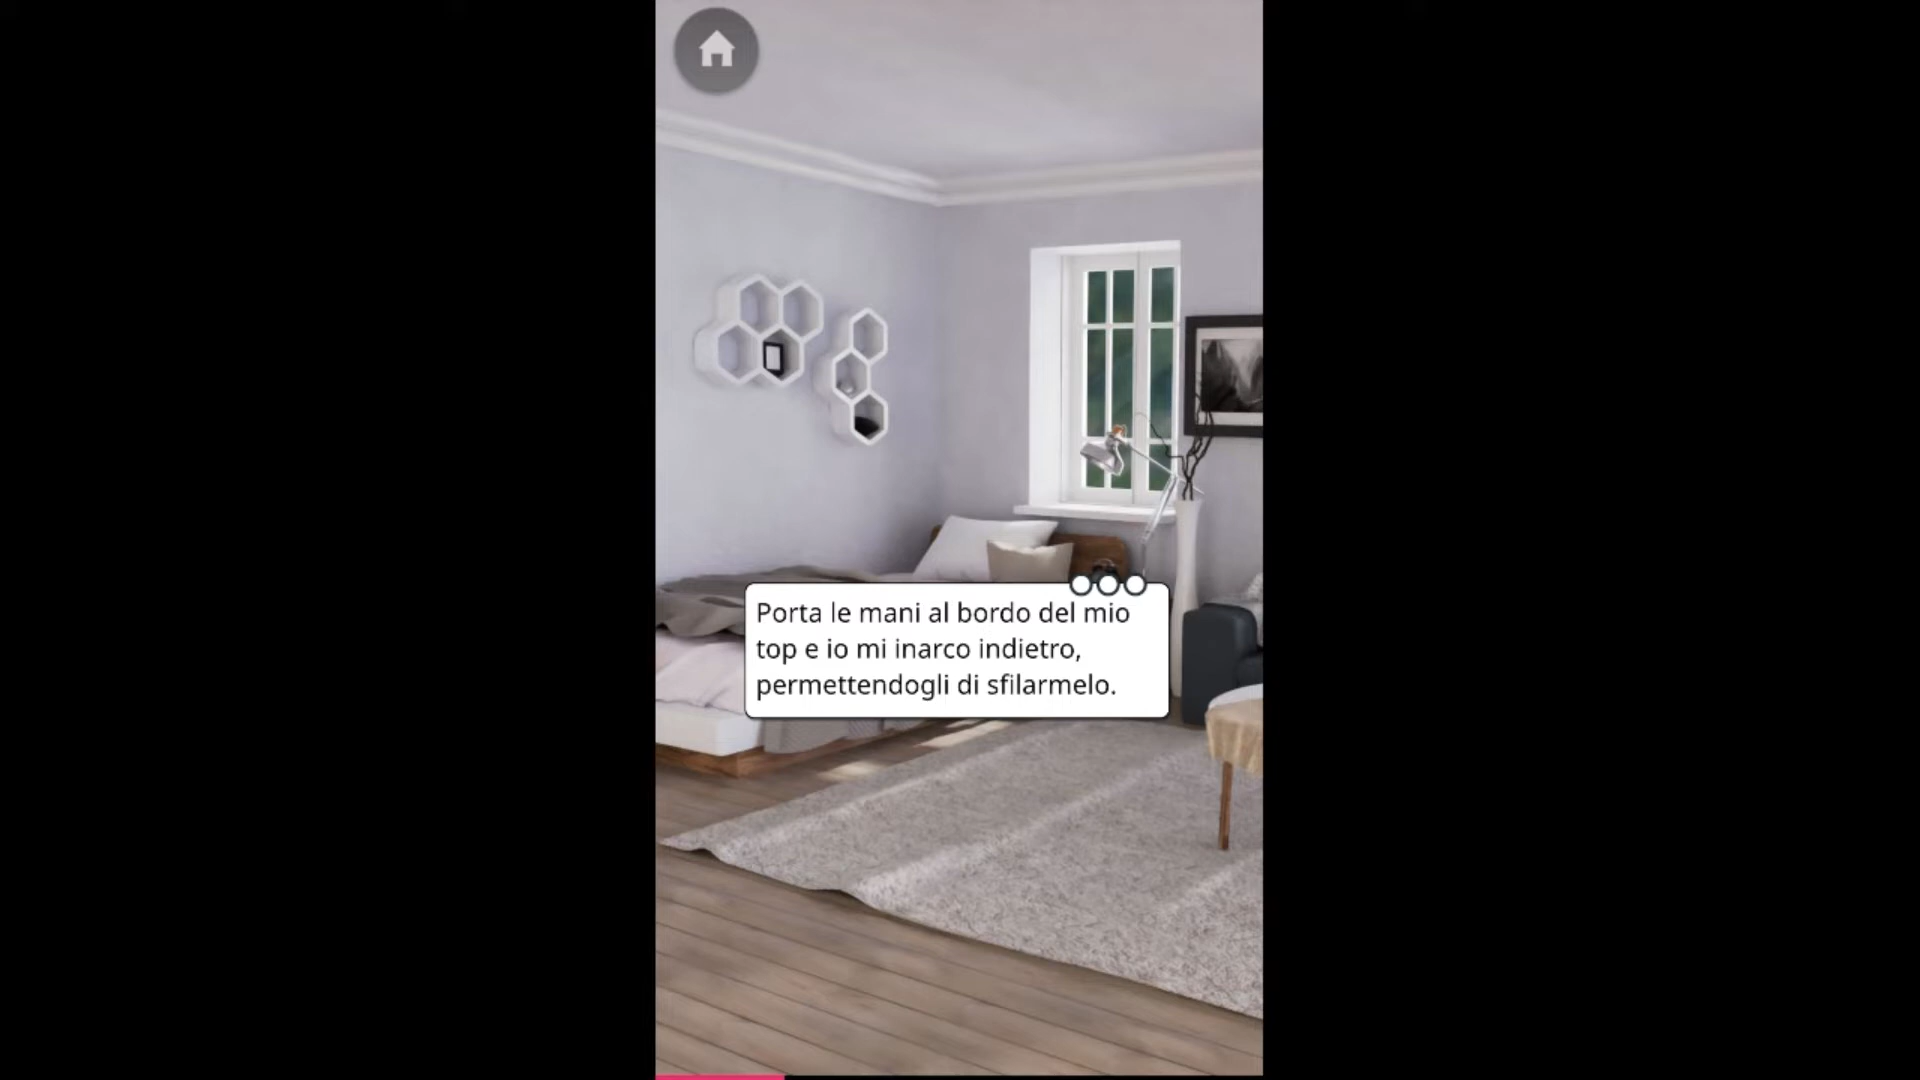 Porta le mani al bordo del mio
top e io mi inarco indietro,
permettendogli di sfilarmelo.